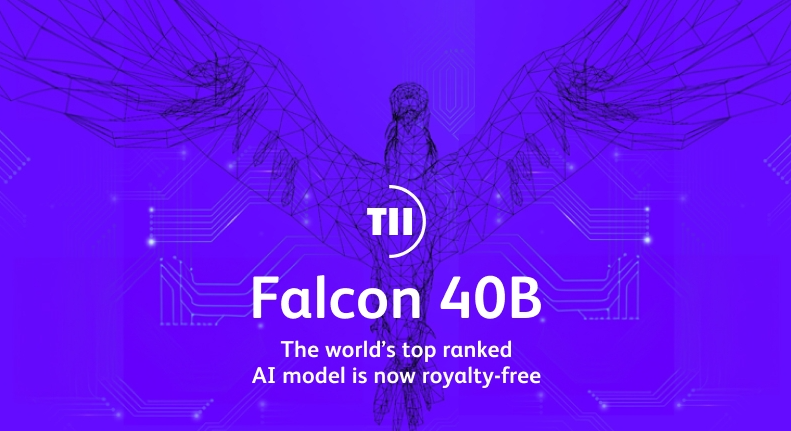 TII
Falcon 40B
The world's top ranked
AI model is now royalty-free